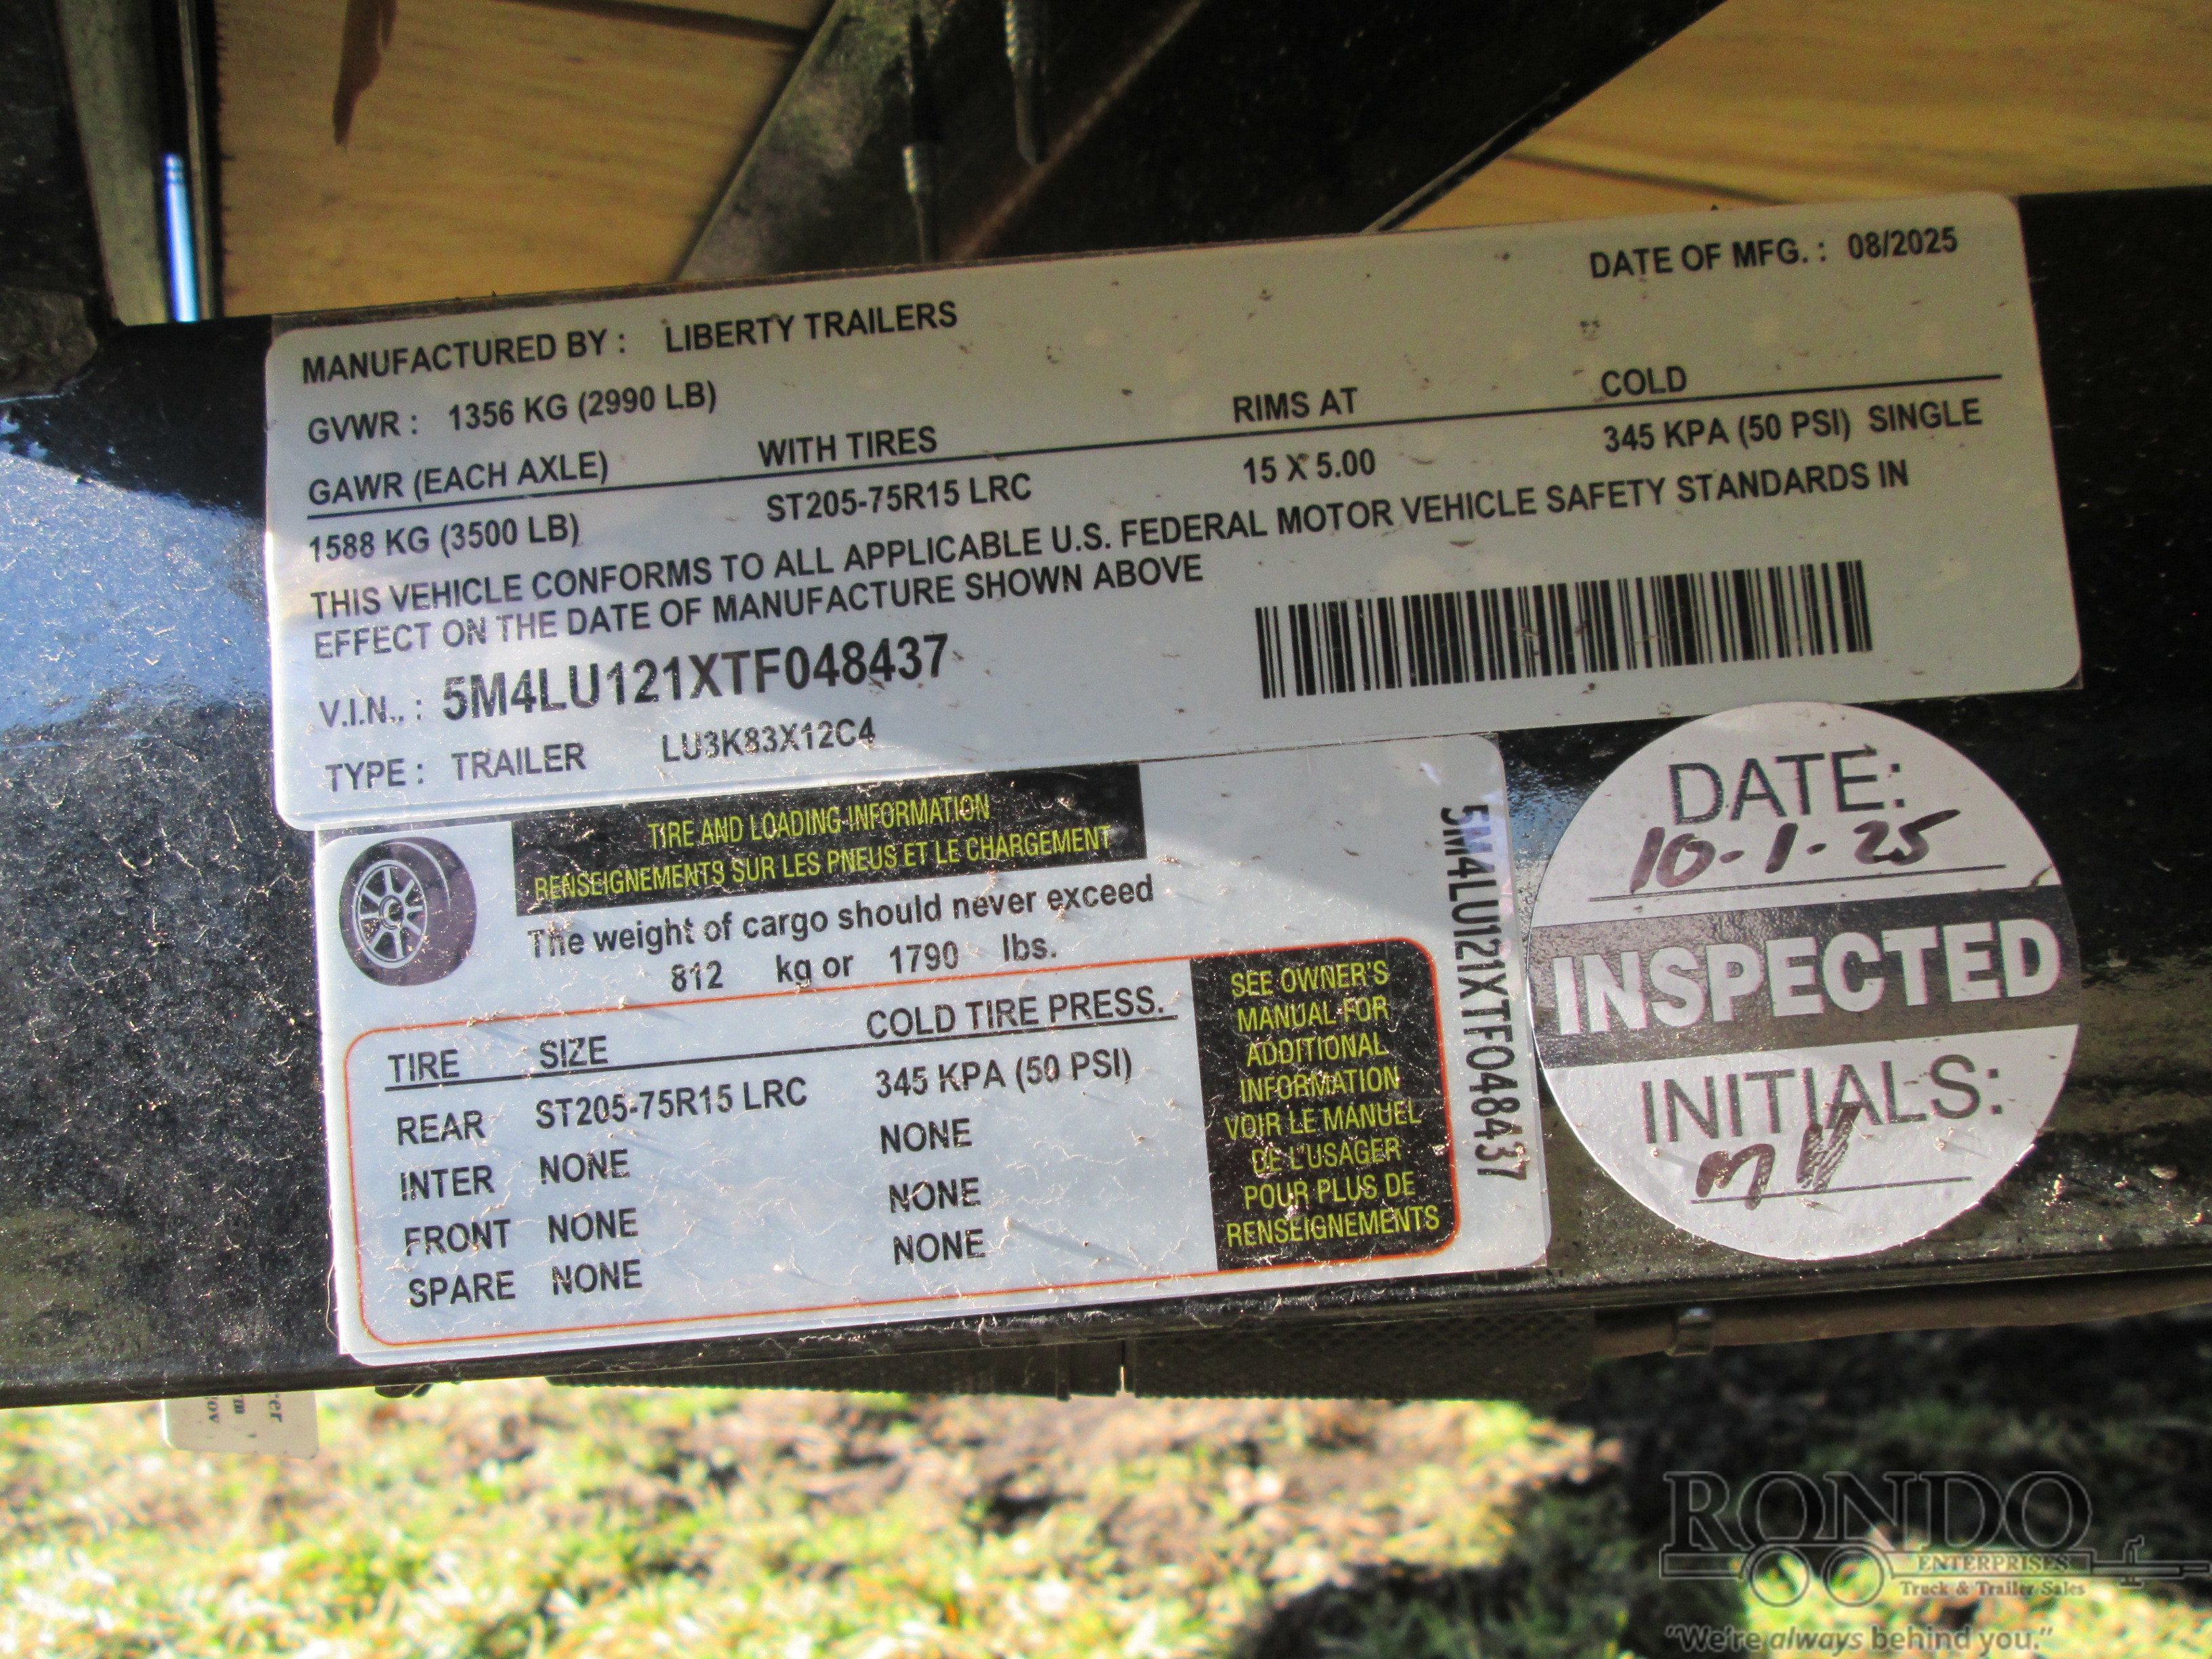 DATE OF MFG. : 08/2025
MANUFACTURED BY : LIBERTY TRAILERS
GVWR : 1356 KG (2990 LB)
GAWR (EACH AXLE) WITH TIRES RIMS AT COLD
1588 KG (3500 LB) ST205-75R15 LRC 15 X 5.00 345 KPA (50 PSI) SINGLE
THIS VEHICLE CONFORMS TO ALL APPLICABLE U.S. FEDERAL MOTOR VEHICLE SAFETY STANDARDS IN
EFFECT ON THE DATE OF MANUFACTURE SHOWN ABOVE
V.I.N.. : 5M4LU121XTF048437
TYPE : TRAILER LU3K83X12C4
TIRE AND LOADING INFORMATION
RENSEIGNEMENTS SUR LES PNEUS ET LE CHARGEMENT
The weight of cargo should never exceed
812 kg or 1790 lbs.
TIRE SIZE COLD TIRE PRESS.
REAR ST205-75R15 LRC 345 KPA (50 PSI)
INTER NONE NONE
FRONT NONE NONE
SPARE NONE NONE
SEE OWNER'S
MANUAL FOR
ADDITIONAL
INFORMATION
VOIR LE MANUEL
DE L'USAGER
POUR PLUS DE
RENSEIGNEMENTS
5M4LU121XTF048437
DATE:
10-1-25
INSPECTED
INITIALS:
RONDO
ENTERPRISES
Truck & Trailer Sales
"We're always behind you."